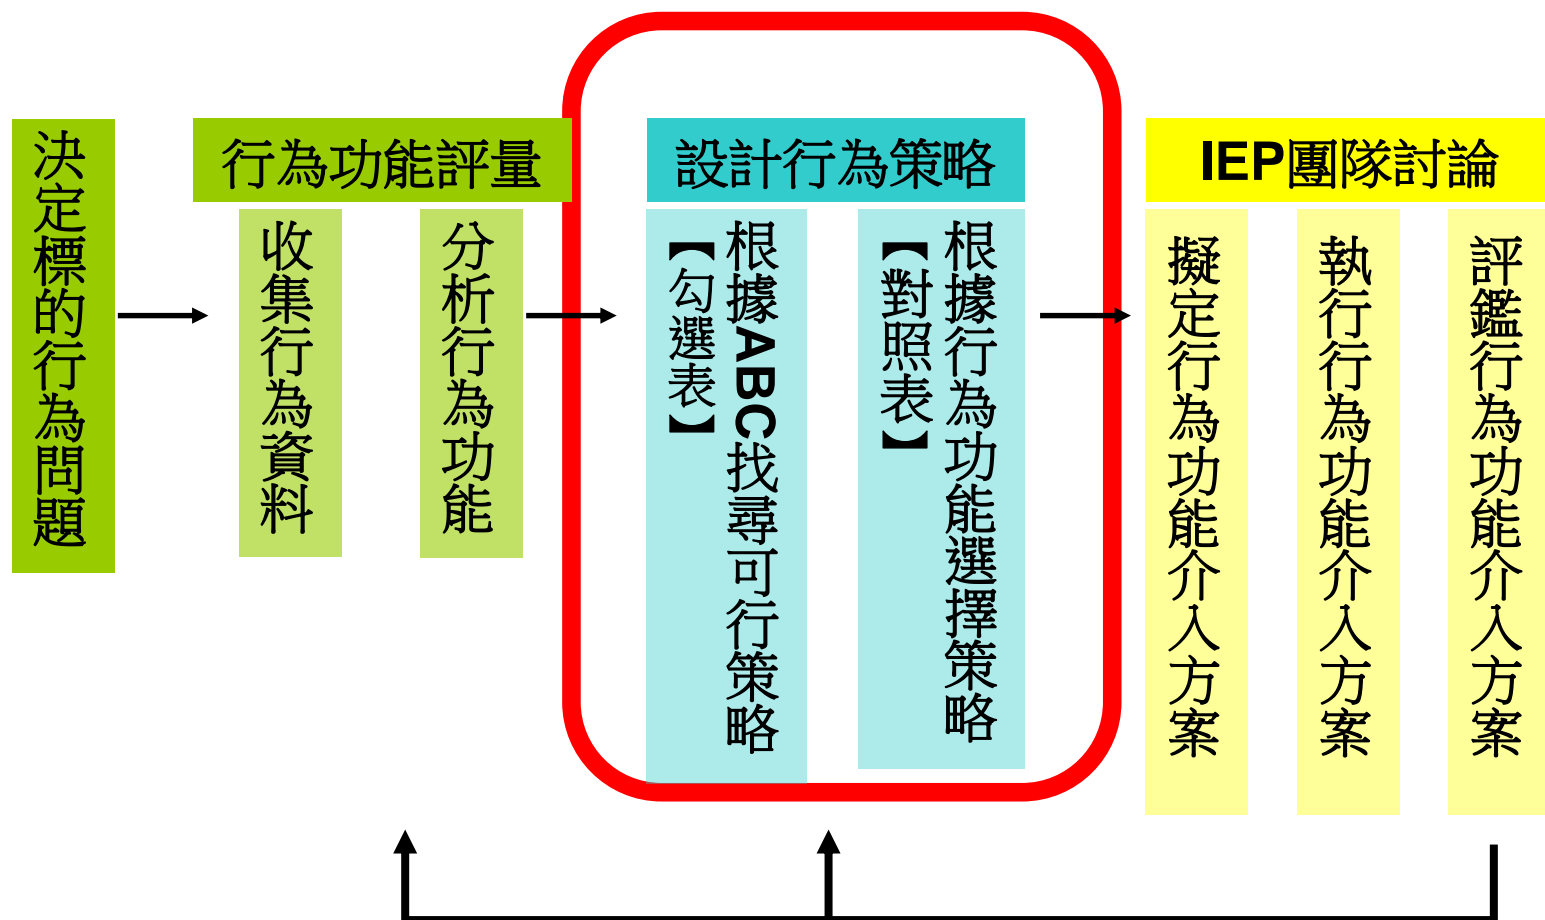 決定標的行為問題
行為功能評量
收集行為資料
分析行為功能
設計行為策略
根據ABC找尋可行策略
【勾選表】
根據行為功能選擇策略
【對照表】
IEP團隊討論
擬定行為功能介入方案
執行行為功能介入方案
評鑑行為功能介入方案